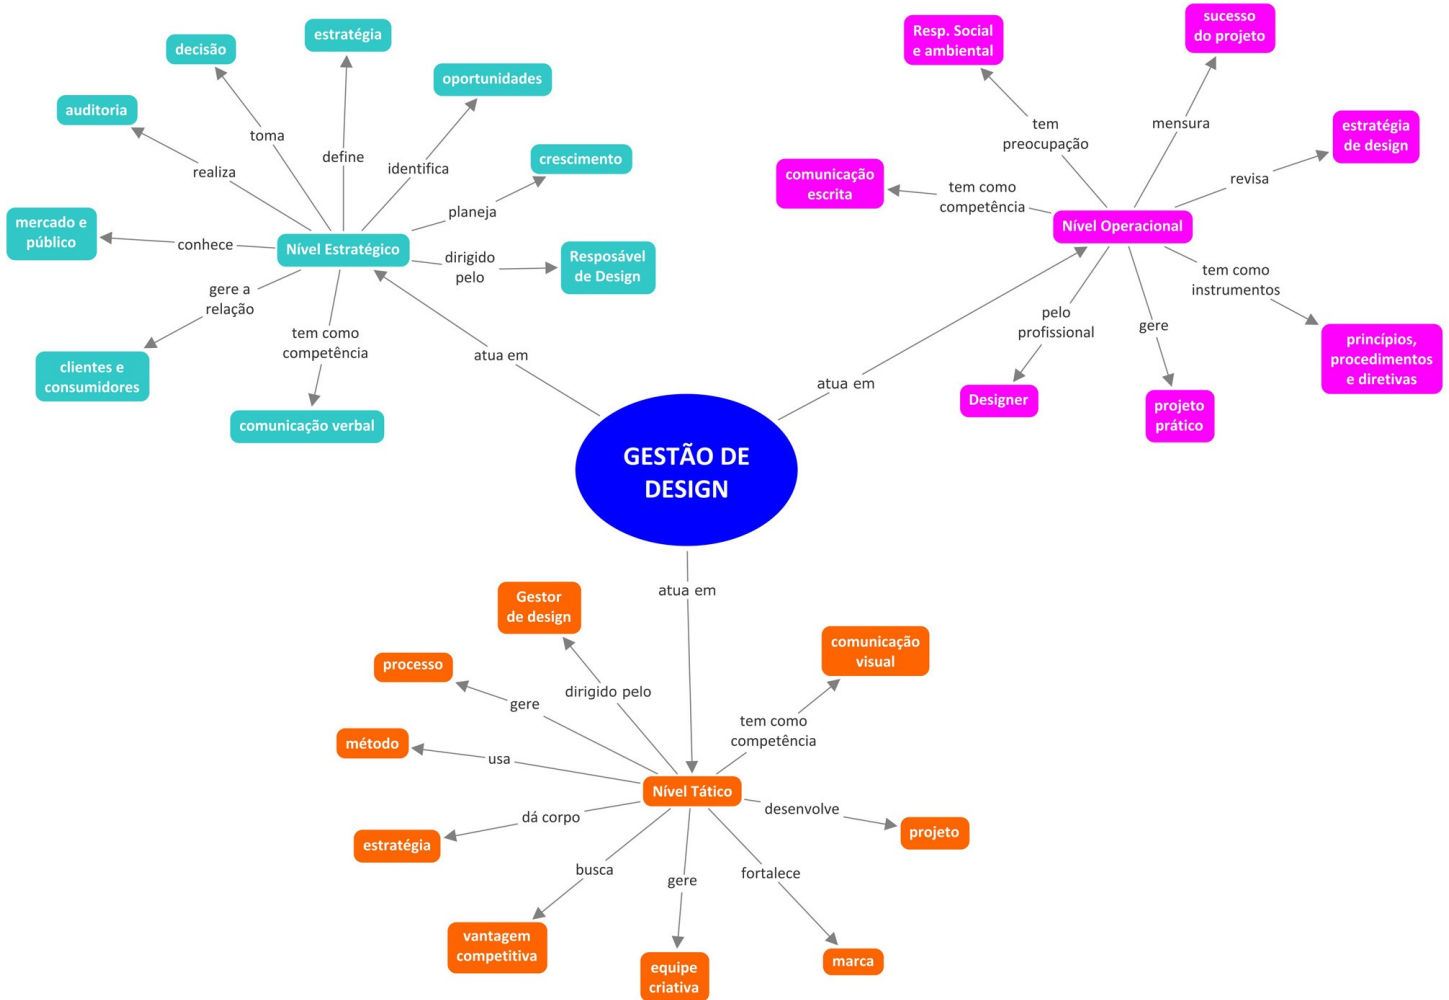 GESTÃO DE
DESIGN
atua em
Nível Estratégico
realiza
auditoria
toma
decisão
define
estratégia
identifica
oportunidades
planeja
crescimento
dirigido
pelo
Resposável
de Design
conhece
mercado e
público
gere a
relação
clientes e
consumidores
tem como
competência
comunicação verbal
atua em
Nível Operacional
tem como
competência
comunicação
escrita
tem
preocupação
Resp. Social
e ambiental
mensura
sucesso
do projeto
revisa
estratégia
de design
tem como
instrumentos
princípios,
procedimentos
e diretivas
gere
projeto
prático
pelo
profissional
Designer
atua em
Nível Tático
dirigido pelo
Gestor
de design
gere
processo
usa
método
dá corpo
estratégia
busca
vantagem
competitiva
gere
equipe
criativa
fortalece
marca
desenvolve
projeto
tem como
competência
comunicação
visual